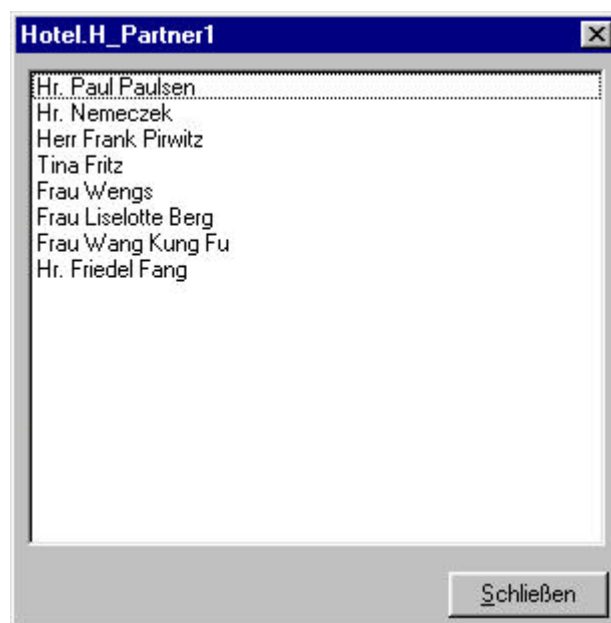 Hotel.H_Partner1
Hr. Paul Paulsen
Hr. Nemeczek
Herr Frank Pirwitz
Tina Fritz
Frau Wengs
Frau Liselotte Berg
Frau Wang Kung Fu
Hr. Friedel Fang
Schließen